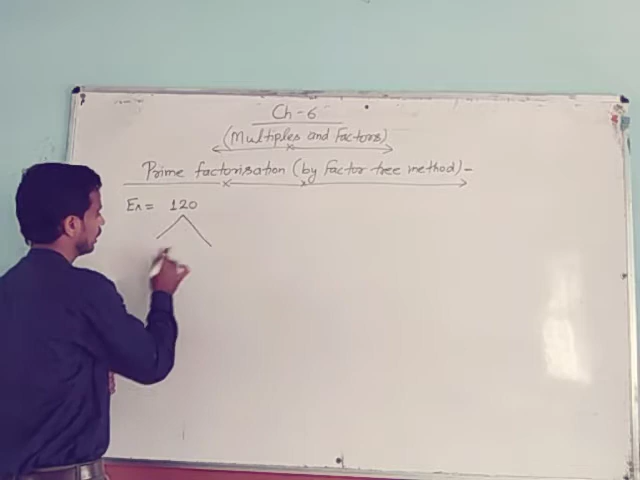 Ch-6
(Multiples and Factors)
Prime factorisation (by Factor tree method)-
Ex = 120